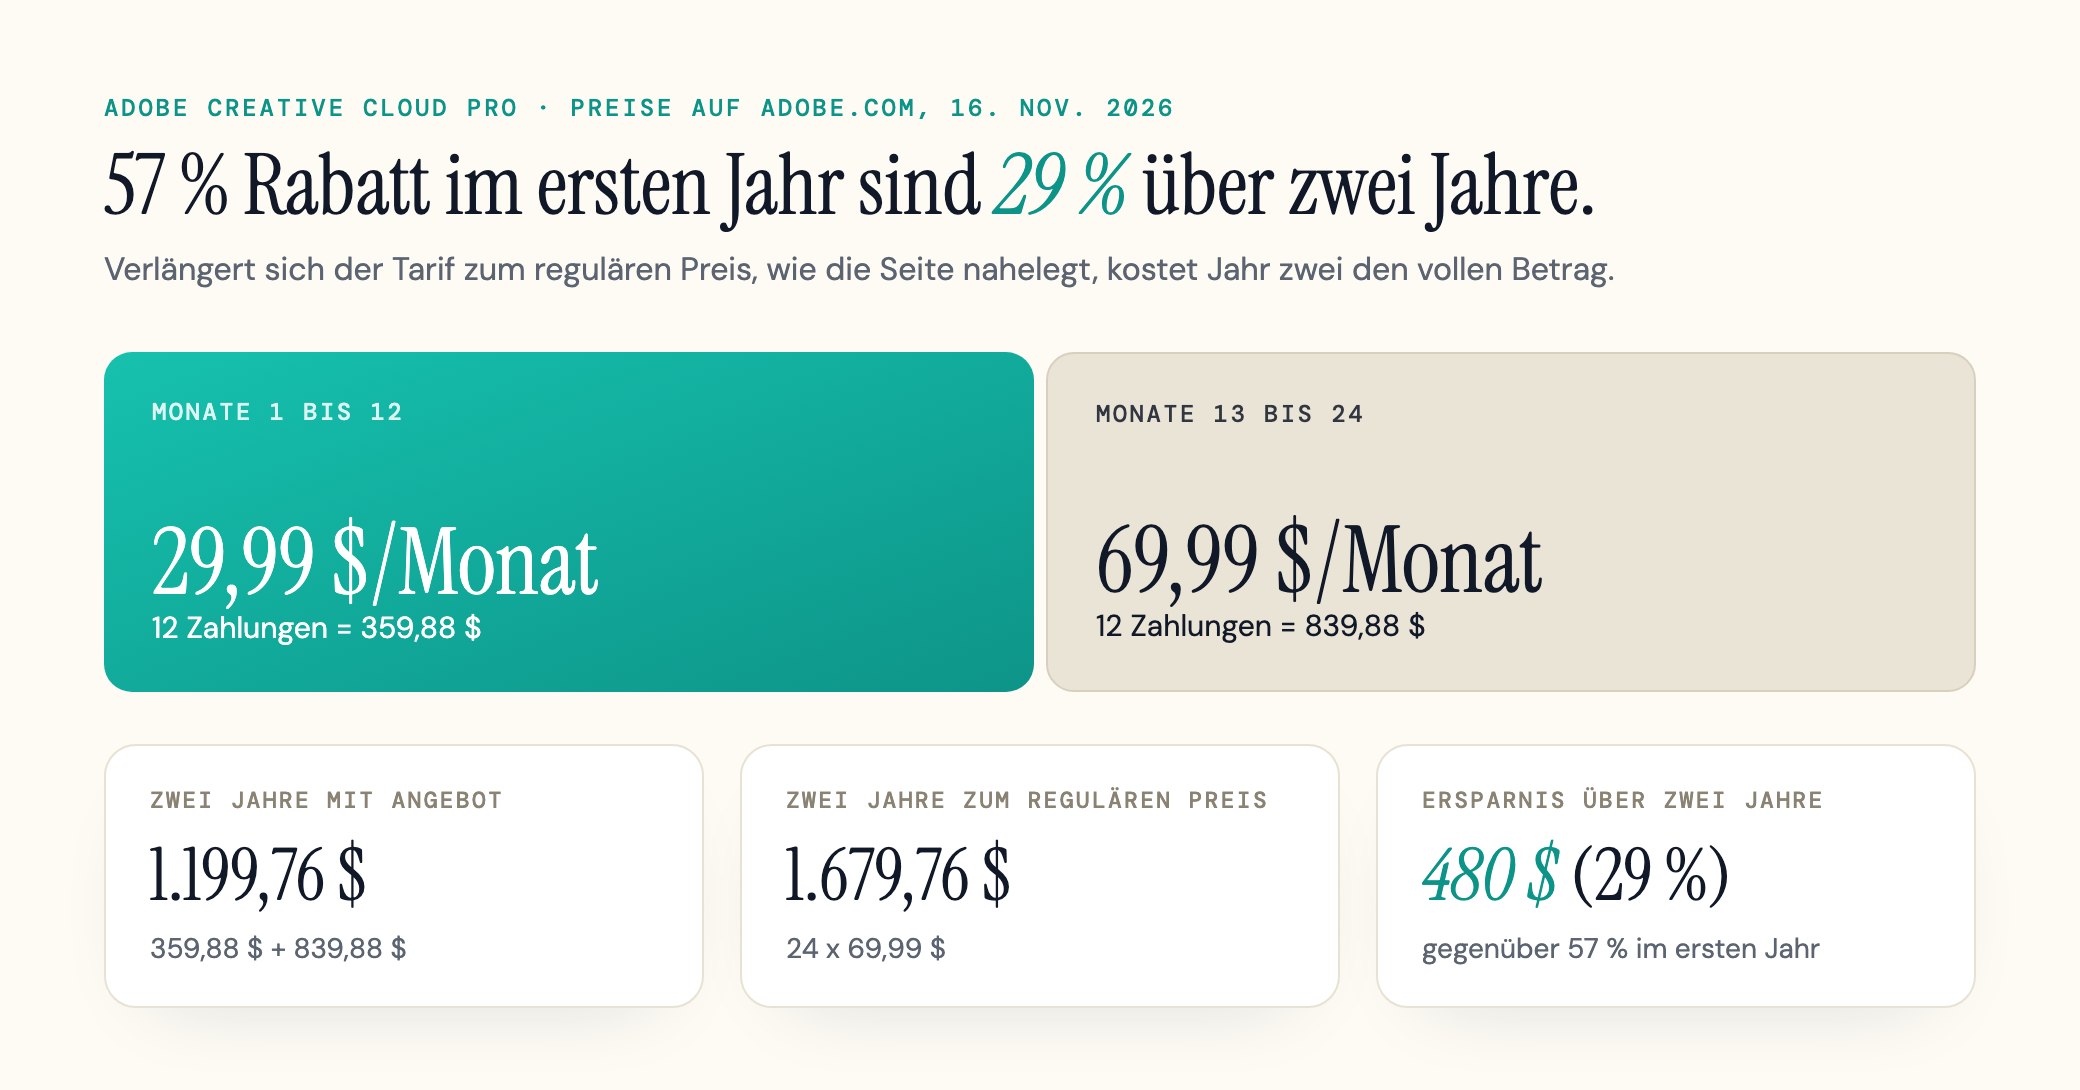 ADOBE CREATIVE CLOUD PRO · PREISE AUF ADOBE.COM, 16. NOV. 2026
57 % Rabatt im ersten Jahr sind 29 % über zwei Jahre.
Verlängert sich der Tarif zum regulären Preis, wie die Seite nahelegt, kostet Jahr zwei den vollen Betrag.
MONATE 1 BIS 12
29,99 $/Monat
12 Zahlungen = 359,88 $
MONATE 13 BIS 24
69,99 $/Monat
12 Zahlungen = 839,88 $
ZWEI JAHRE MIT ANGEBOT
1.199,76 $
359,88 $ + 839,88 $
ZWEI JAHRE ZUM REGULÄREN PREIS
1.679,76 $
24 x 69,99 $
ERSPARNIS ÜBER ZWEI JAHRE
480 $ (29 %)
gegenüber 57 % im ersten Jahr